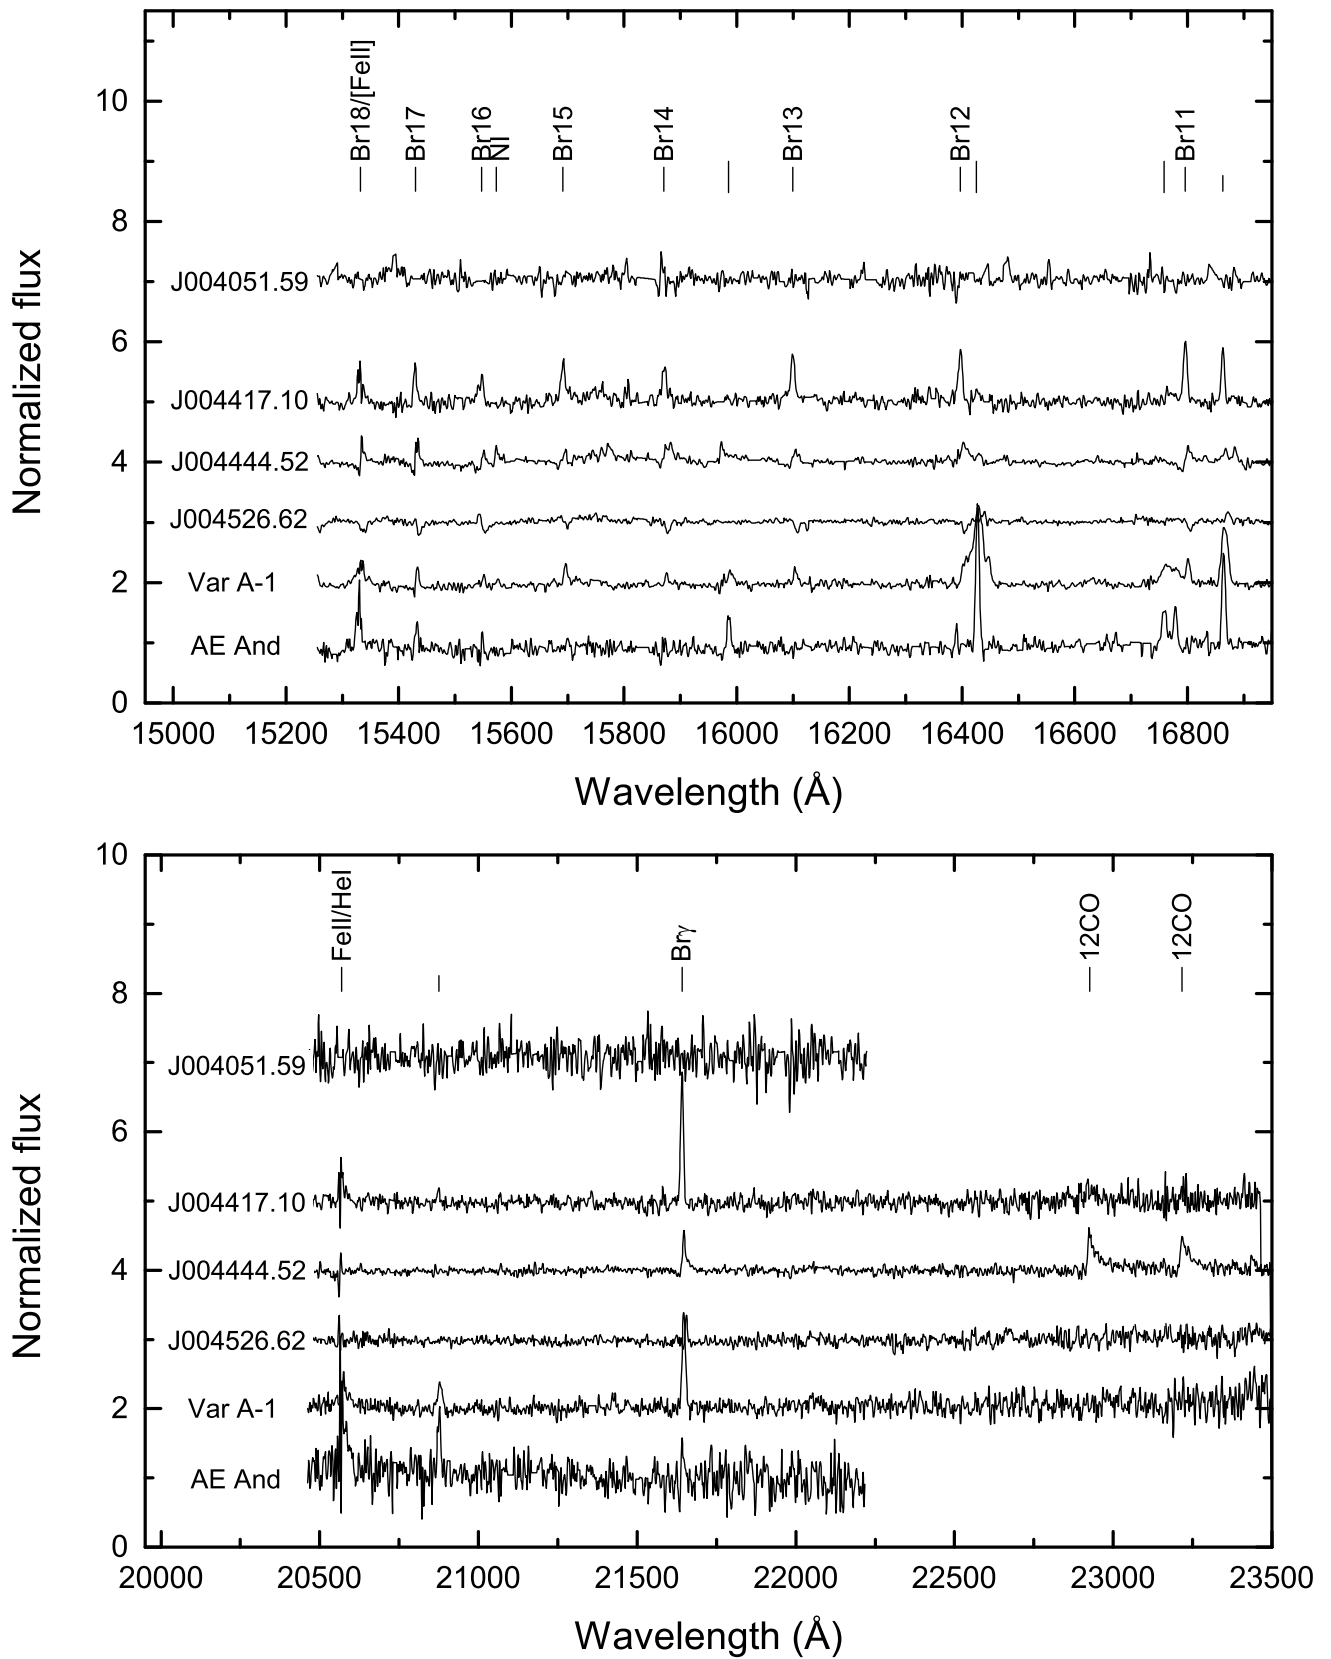 Br18/[FeII]
Br17
Br16
NI
Br15
Br14
Br13
Br12
Br11
10
8
6
4
2
0
Normalized flux
J004051.59
J004417.10
J004444.52
J004526.62
Var A-1
AE And
15000 15200 15400 15600 15800 16000 16200 16400 16600 16800
Wavelength (Å)
FeII/HeI
Brγ
12CO
12CO
10
8
6
4
2
0
Normalized flux
J004051.59
J004417.10
J004444.52
J004526.62
Var A-1
AE And
20000 20500 21000 21500 22000 22500 23000 23500
Wavelength (Å)